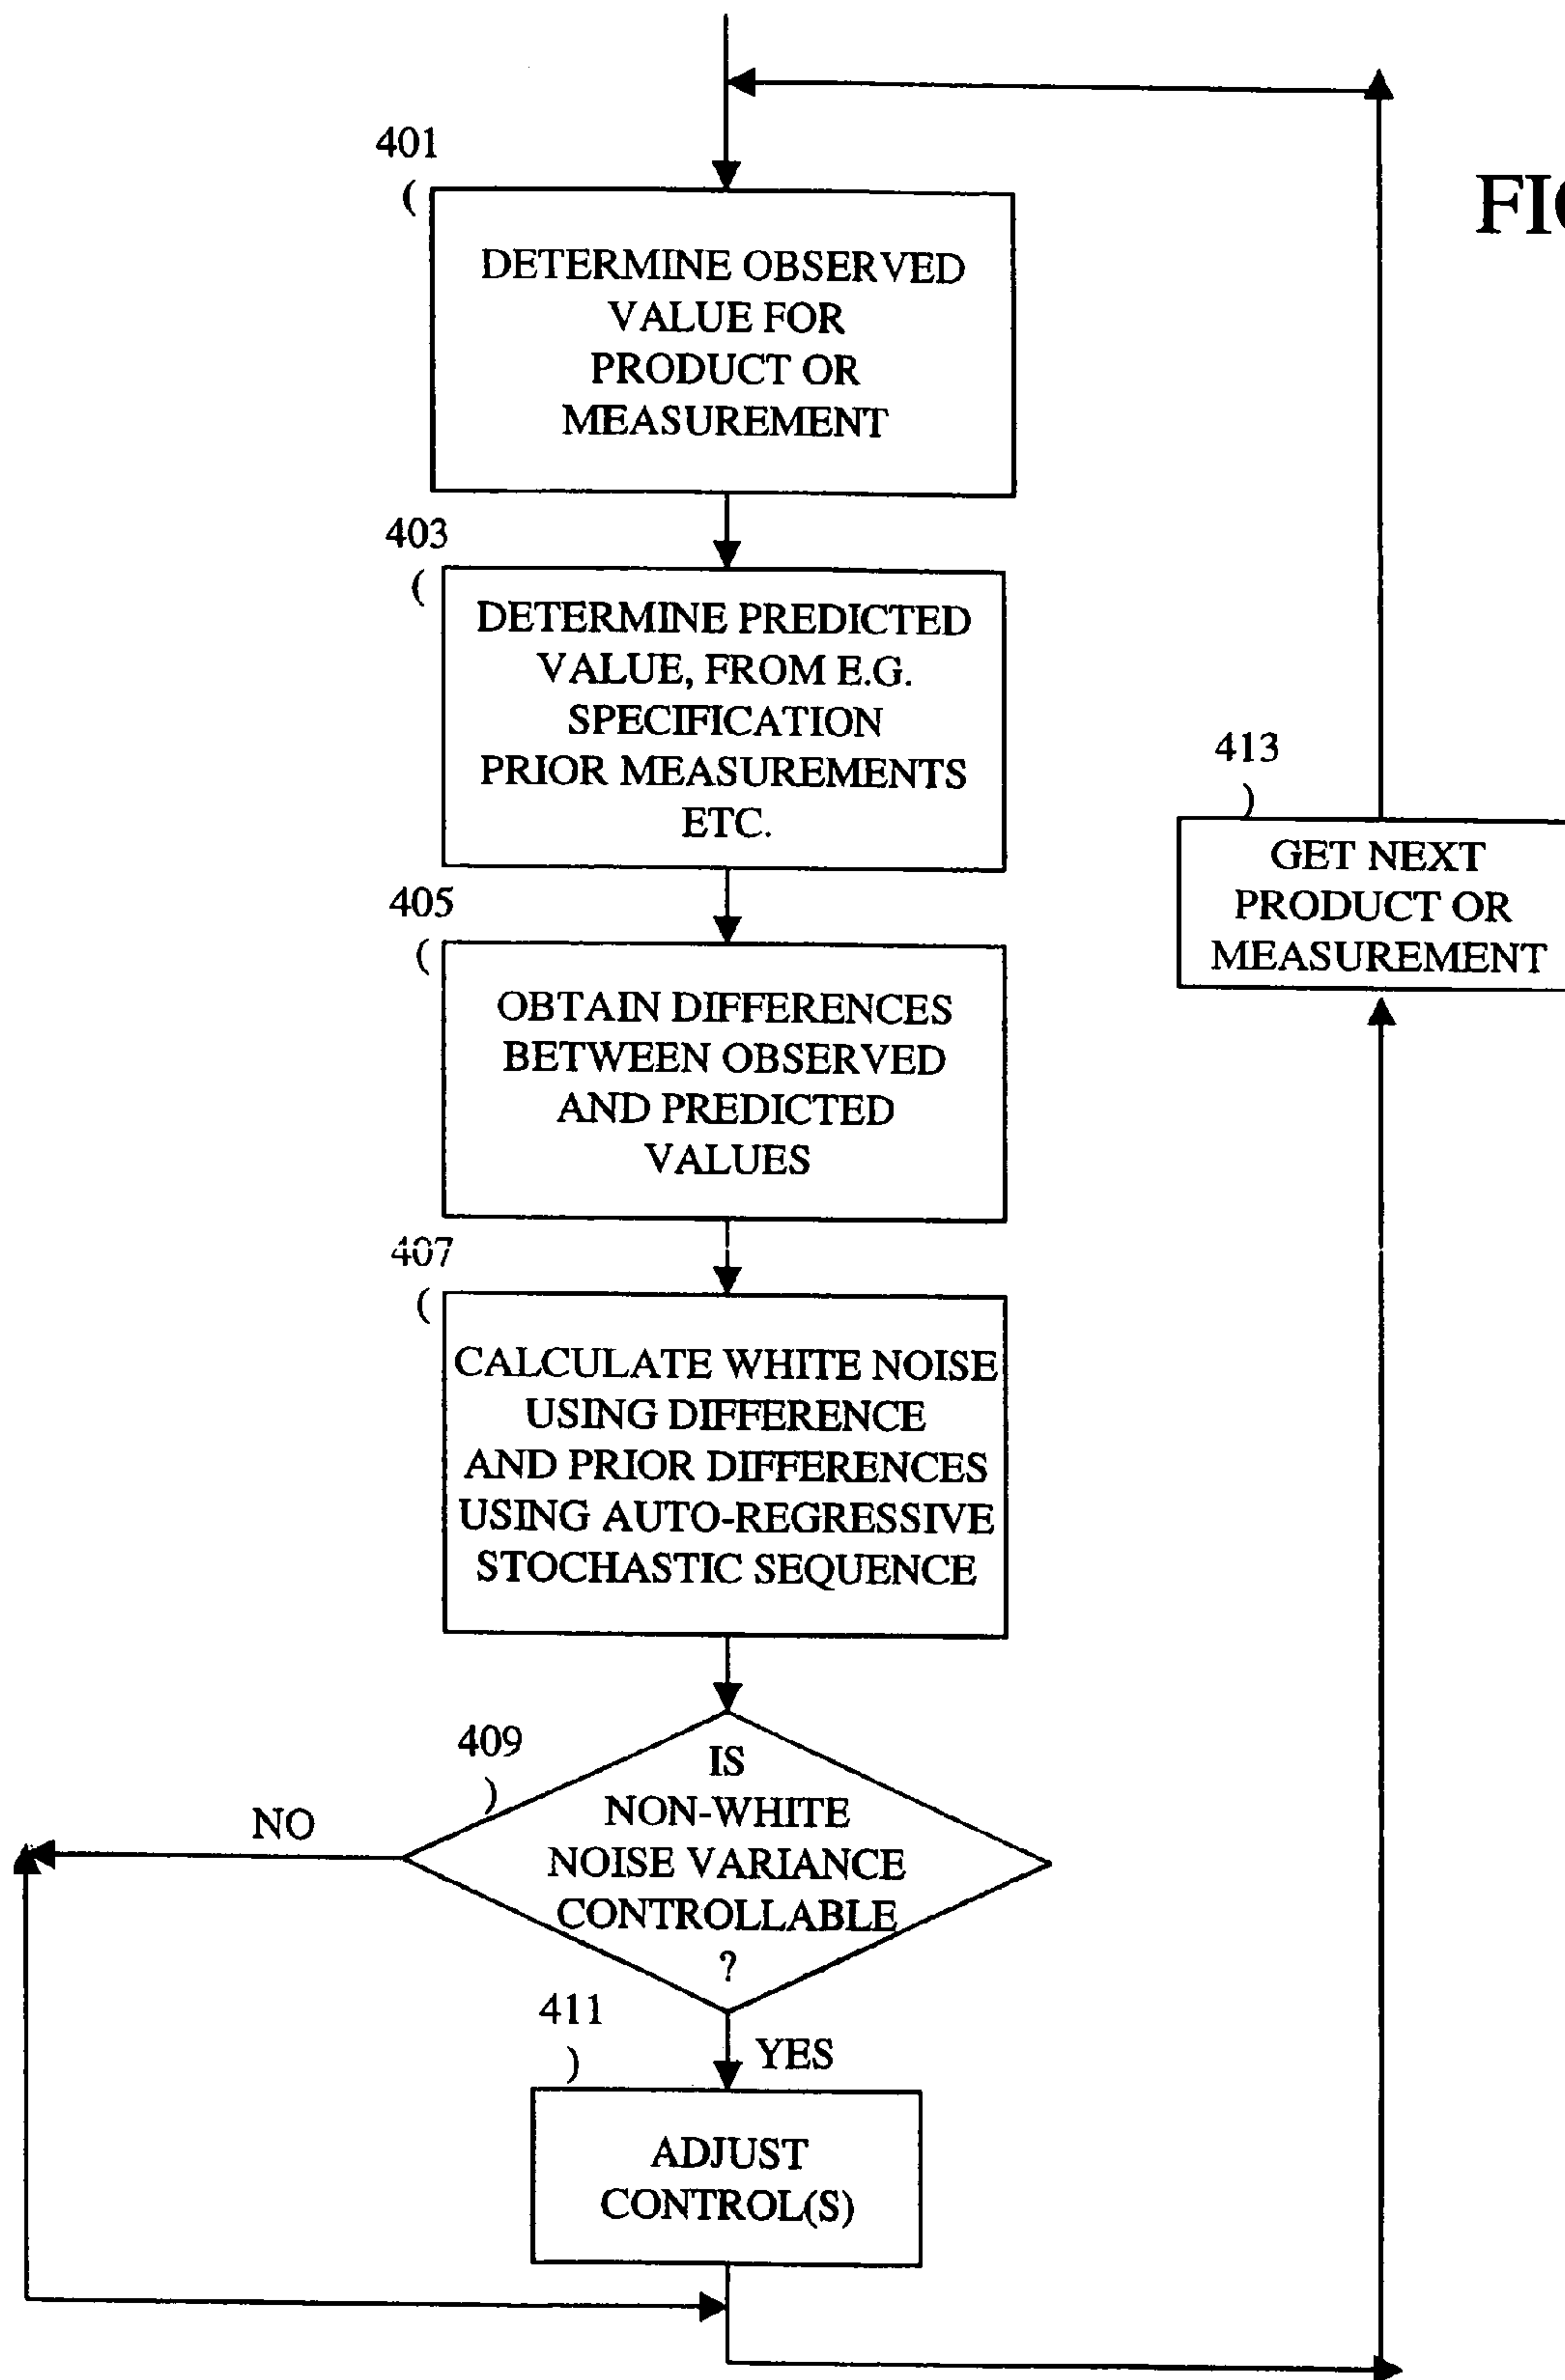 401
FIG
DETERMINE OBSERVED
VALUE FOR
PRODUCT OR
MEASUREMENT
403
DETERMINE PREDICTED
VALUE, FROM E.G.
SPECIFICATION
PRIOR MEASUREMENTS
ETC.
413
GET NEXT
PRODUCT OR
MEASUREMENT
405
OBTAIN DIFFERENCES
BETWEEN OBSERVED
AND PREDICTED
VALUES
407
CALCULATE WHITE NOISE
USING DIFFERENCE
AND PRIOR DIFFERENCES
USING AUTO-REGRESSIVE
STOCHASTIC SEQUENCE
409
IS
NON-WHITE
NOISE VARIANCE
CONTROLLABLE
?
NO
411
YES
ADJUST
CONTROL(S)